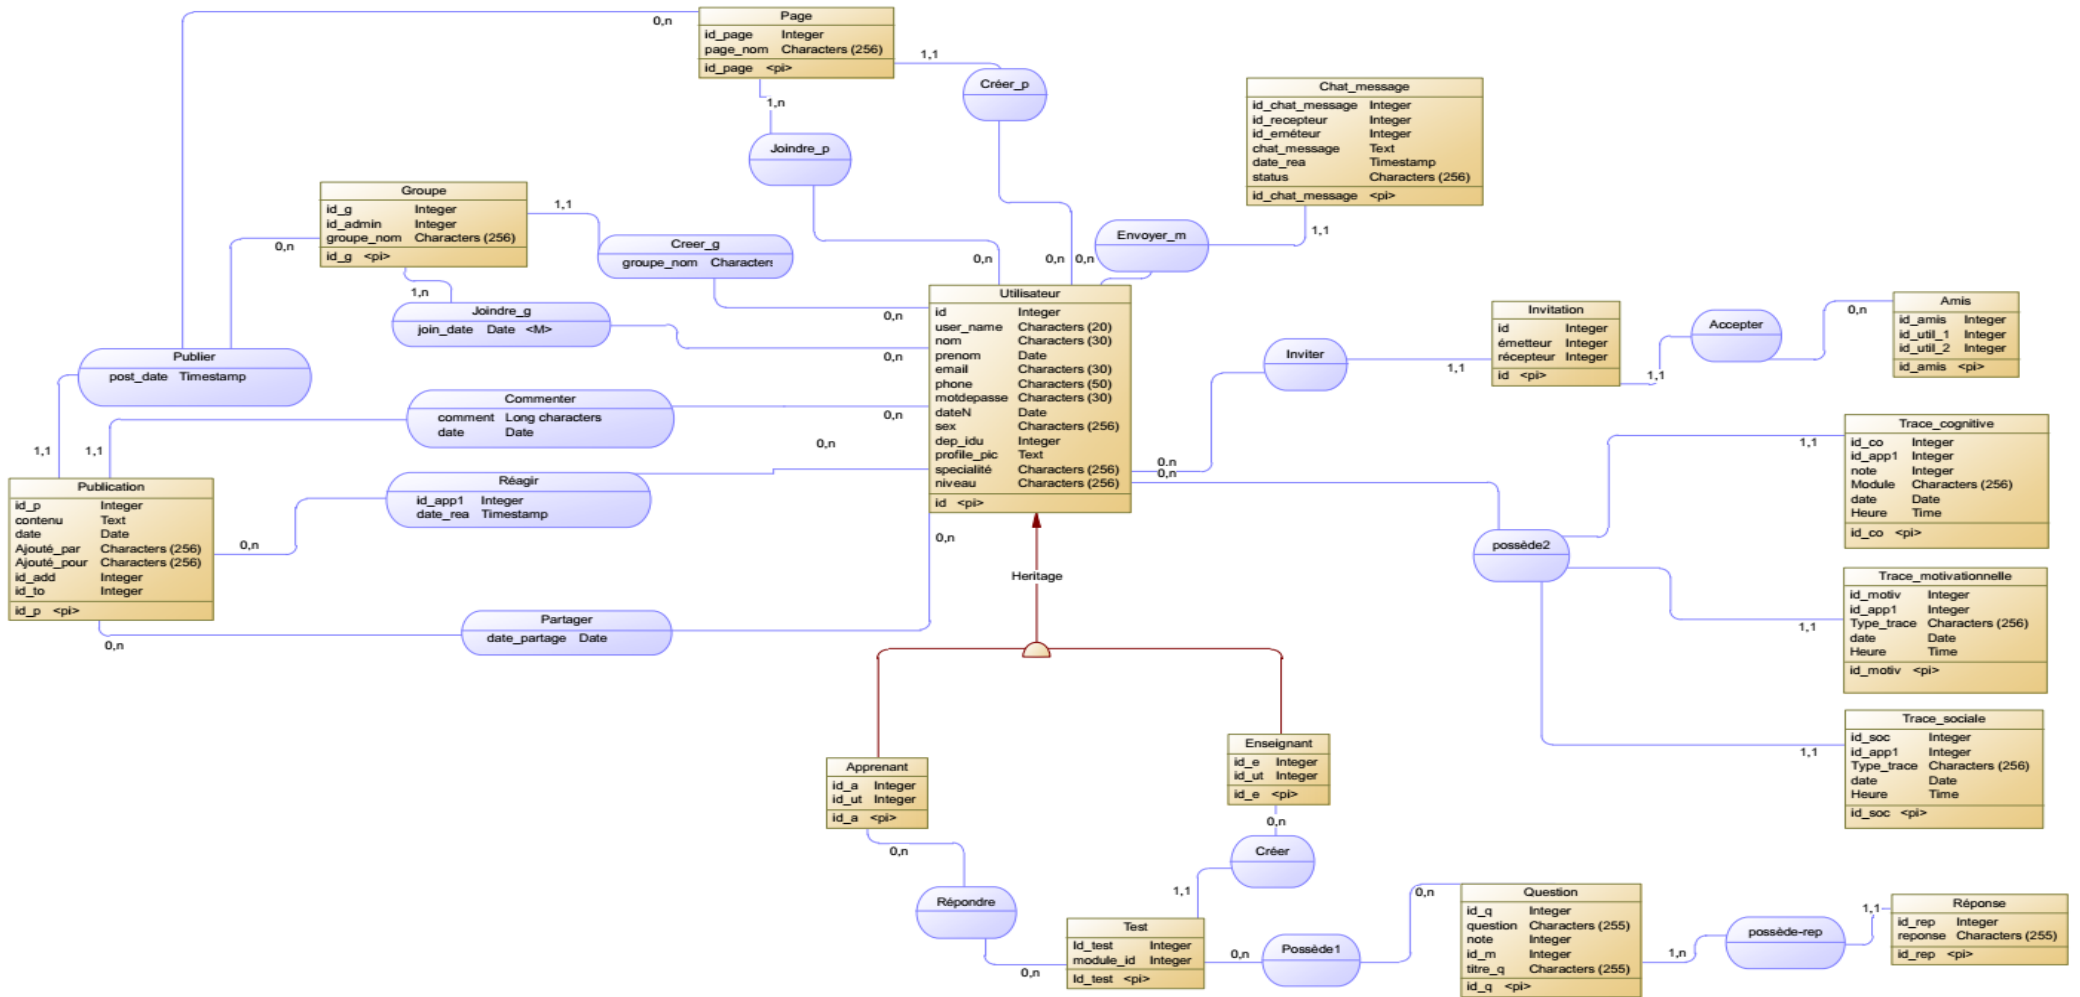 Page
id_page Integer
page_nom Characters (256)
id_page <pi>
0,n
1,1
1,n
Créer_p
Joindre_p
0,n
0,n
Chat_message
id_chat_message Integer
id_recepteur Integer
id_eméteur Integer
chat_message Text
date_rea Timestamp
status Characters (256)
id_chat_message <pi>
1,1
Envoyer_m
0,n
Groupe
id_g Integer
id_admin Integer
groupe_nom Characters (256)
id_g <pi>
1,1
0,n
1,n
Creer_g
groupe_nom Characters
0,n
Joindre_g
join_date Date <M>
0,n
Publier
post_date Timestamp
1,1
Commenter
comment Long characters
date Date
0,n
1,1
Réagir
id_app1 Integer
date_rea Timestamp
0,n
0,n
Publication
id_p Integer
contenu Text
date Date
Ajouté_par Characters (256)
Ajouté_pour Characters (256)
id_add Integer
id_to Integer
id_p <pi>
0,n
Partager
date_partage Date
0,n
Utilisateur
id Integer
user_name Characters (20)
nom Characters (30)
prenom Date
email Characters (30)
phone Characters (50)
motdepasse Characters (30)
dateN Date
sex Characters (256)
dep_idu Integer
profile_pic Text
specialité Characters (256)
niveau Characters (256)
id <pi>
0,n
0,n
Inviter
1,1
Invitation
id Integer
émetteur Integer
récepteur Integer
id <pi>
1,1
Accepter
0,n
Amis
id_amis Integer
id_util_1 Integer
id_util_2 Integer
id_amis <pi>
possède2
1,1
Trace_cognitive
id_co Integer
id_app1 Integer
note Integer
Module Characters (256)
date Date
Heure Time
id_co <pi>
1,1
Trace_motivationnelle
id_motiv Integer
id_app1 Integer
Type_trace Characters (256)
date Date
Heure Time
id_motiv <pi>
1,1
Trace_sociale
id_soc Integer
id_app1 Integer
Type_trace Characters (256)
date Date
Heure Time
id_soc <pi>
Heritage
Apprenant
id_a Integer
id_ut Integer
id_a <pi>
0,n
Répondre
0,n
Enseignant
id_e Integer
id_ut Integer
id_e <pi>
0,n
Créer
1,1
Test
Id_test Integer
module_id Integer
Id_test <pi>
0,n
Possède1
0,n
Question
id_q Integer
question Characters (255)
note Integer
id_m Integer
titre_q Characters (255)
id_q <pi>
1,n
possède-rep
1,1
Réponse
id_rep Integer
reponse Characters (255)
id_rep <pi>